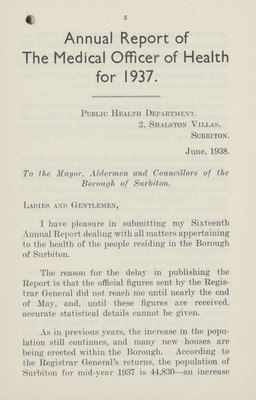 5
Annual Report of
The Medical Officer of Health
for 1937.
Public Health Department.
2, Shalston Villas,
Surbiton.
June, 1938.
To the Mayor, Aldermen and Councillors of the
Borough of Surbiton.
Ladies and Gentlemen,
I have pleasure in submitting my Sixteenth
Annual Report dealing with all matters appertaining
to the health of the people residing in the Borough
of Surbiton.
The reason for the delay in publishing the
Report is that the official figures sent by the Regis-
trar General did not reach me until nearly the end
of May, and, until these figures are received,
accurate statistical details cannot be given.
As in previous years, the increase in the popu-
lation still continues, and many new houses are
being erected within the Borough. According to
the Registrar General's returns, the population of
Surbiton for mid-year 1937 is 44,830—an increase